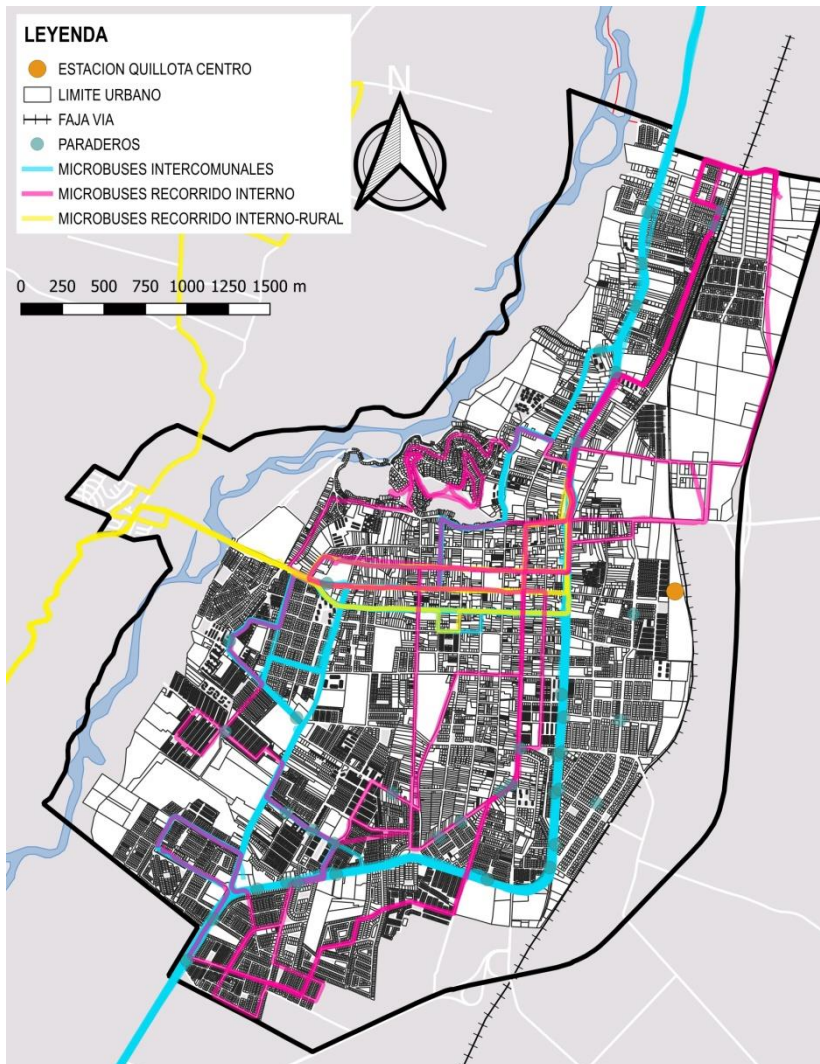 LEYENDA
ESTACION QUILLOTA CENTRO
LIMITE URBANO
FAJA VIA
PARADEROS
MICROBUSES INTERCOMUNALES
MICROBUSES RECORRIDO INTERNO
MICROBUSES RECORRIDO INTERNO-RURAL
N
0 250 500 750 1000 1250 1500 m